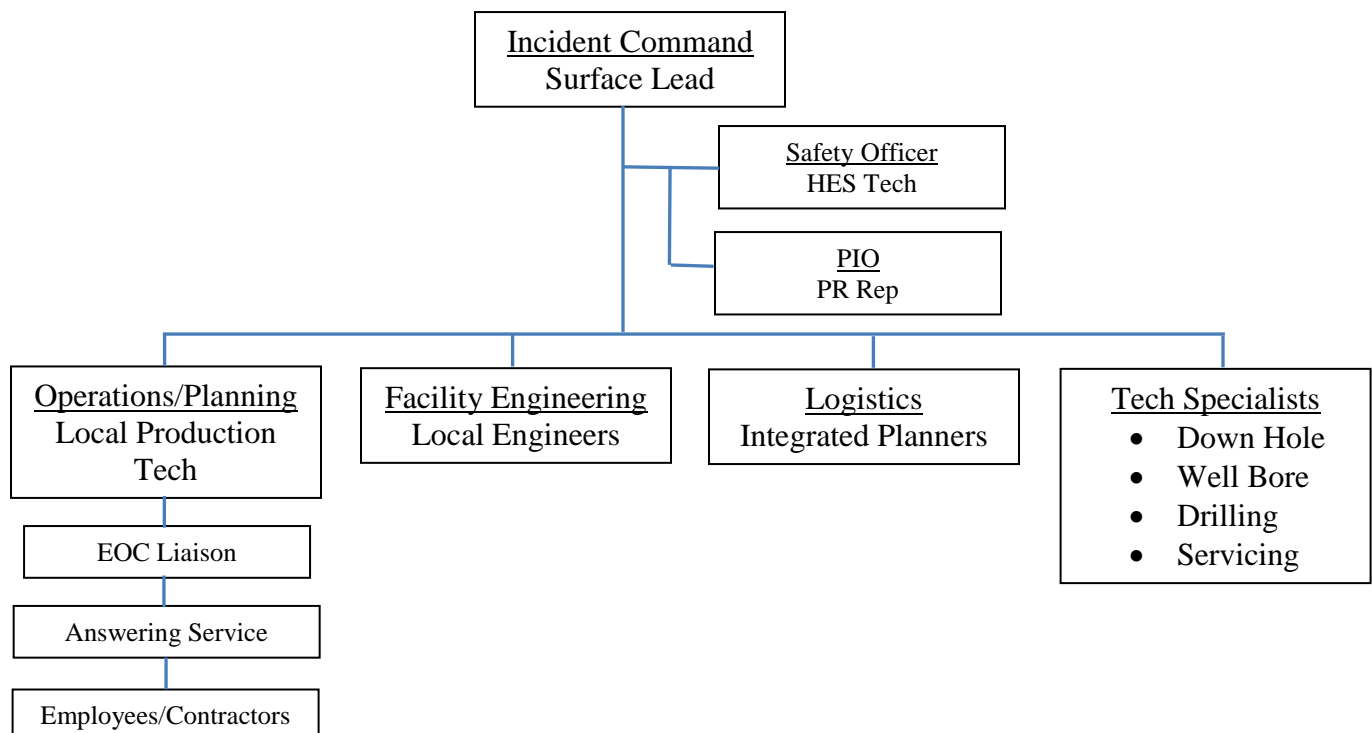 Incident Command
Surface Lead
Safety Officer
HES Tech
PIO
PR Rep
Operations/Planning
Local Production
Tech
Facility Engineering
Local Engineers
Logistics
Integrated Planners
Tech Specialists
• Down Hole
• Well Bore
• Drilling
• Servicing
EOC Liaison
Answering Service
Employees/Contractors